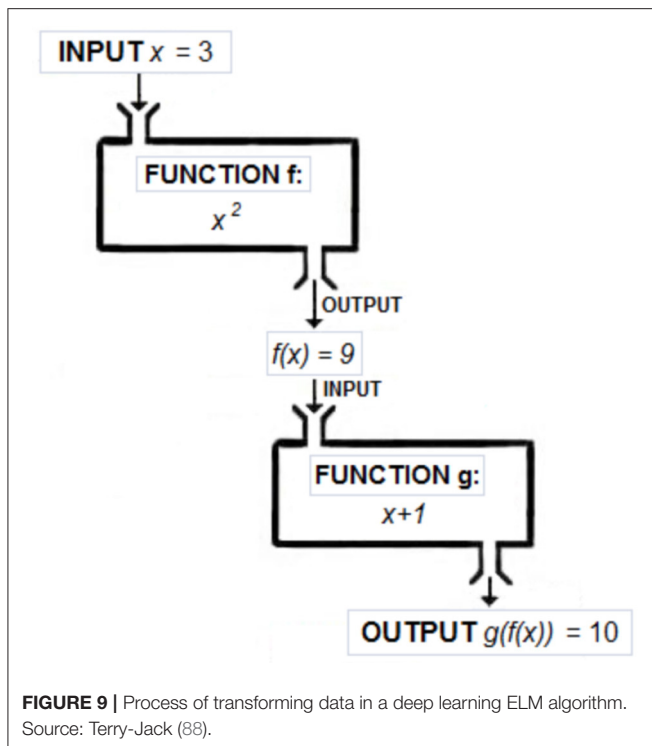 INPUT x = 3
FUNCTION f:
x²
OUTPUT
f(x) = 9
INPUT
FUNCTION g:
x+1
OUTPUT g(f(x)) = 10
FIGURE 9 | Process of transforming data in a deep learning ELM algorithm.
Source: Terry-Jack (88).